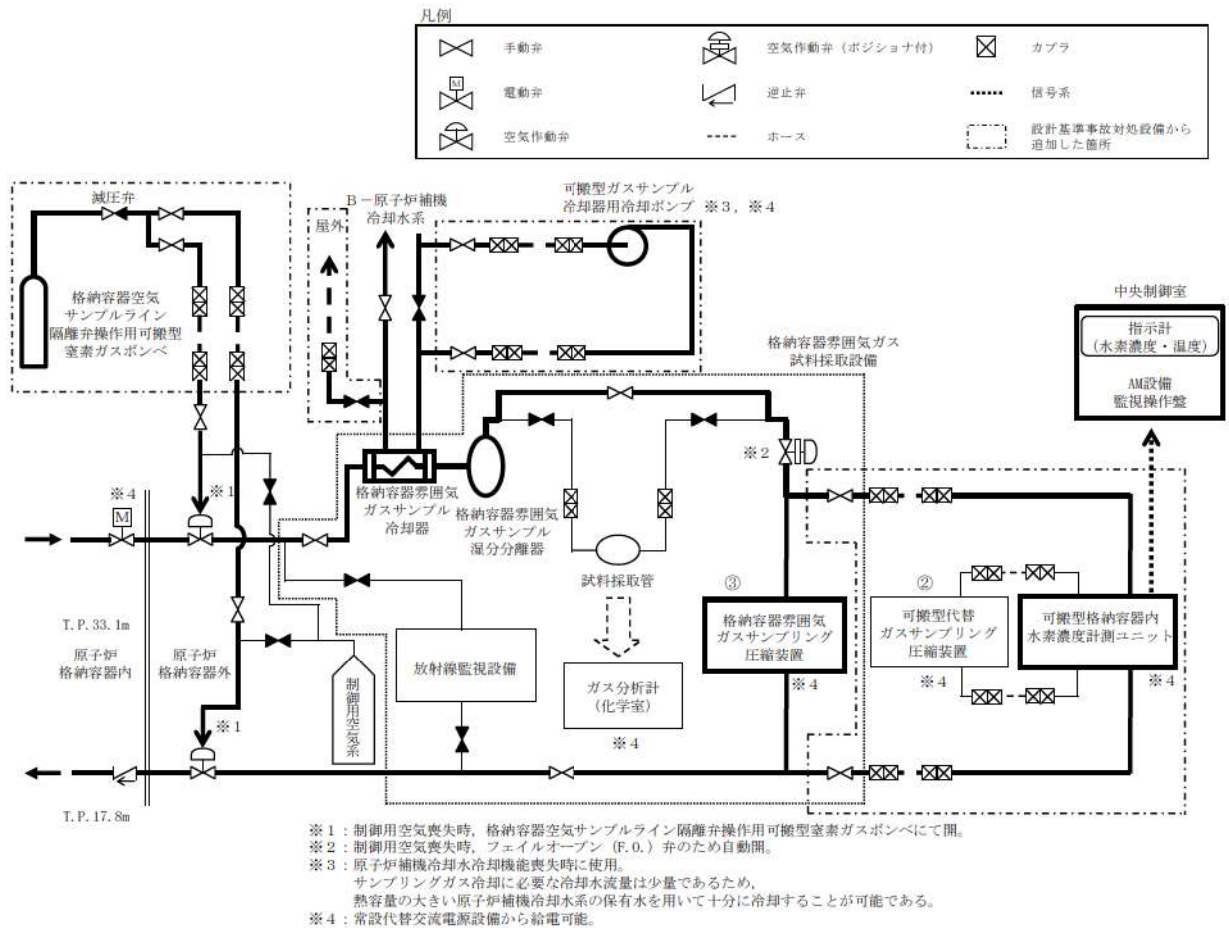 凡例
手動弁
空気作動弁（ポジショナ付）
カプラ
M
電動弁
逆止弁
信号系
空気作動弁
ホース
設計基準事故対処設備から
追加した箇所
減圧弁
格納容器空気
サンプルライン
隔離弁操作用可搬型
窒素ガスボンベ
屋外
B－原子炉補機
冷却水系
可搬型ガスサンプル
冷却器用冷却ポンプ ※3，※4
格納容器雰囲気ガス
試料採取設備
中央制御室
指示計
（水素濃度・温度）
AM設備
監視操作盤
※4
M
※1
格納容器雰囲気
ガスサンプル
冷却器
格納容器雰囲気
ガスサンプル
湿分分離器
※2
試料採取管
③
格納容器雰囲気
ガスサンプリング
圧縮装置
※4
②
可搬型代替
ガスサンプリング
圧縮装置
※4
可搬型格納容器内
水素濃度計測ユニット
※4
T.P.33.1m
原子炉
格納容器内
原子炉
格納容器外
※1
制御用空気系
放射線監視設備
ガス分析計
（化学室）
※4
T.P.17.8m
※1：制御用空気喪失時，格納容器空気サンプルライン隔離弁操作用可搬型窒素ガスボンベにて開。
※2：制御用空気喪失時，フェイルオープン（F.O.）弁のため自動開。
※3：原子炉補機冷却水冷却機能喪失時に使用。
サンプリングガス冷却に必要な冷却水流量は少量であるため，
熱容量の大きい原子炉補機冷却水系の保有水を用いて十分に冷却することが可能である。
※4：常設代替交流電源設備から給電可能。